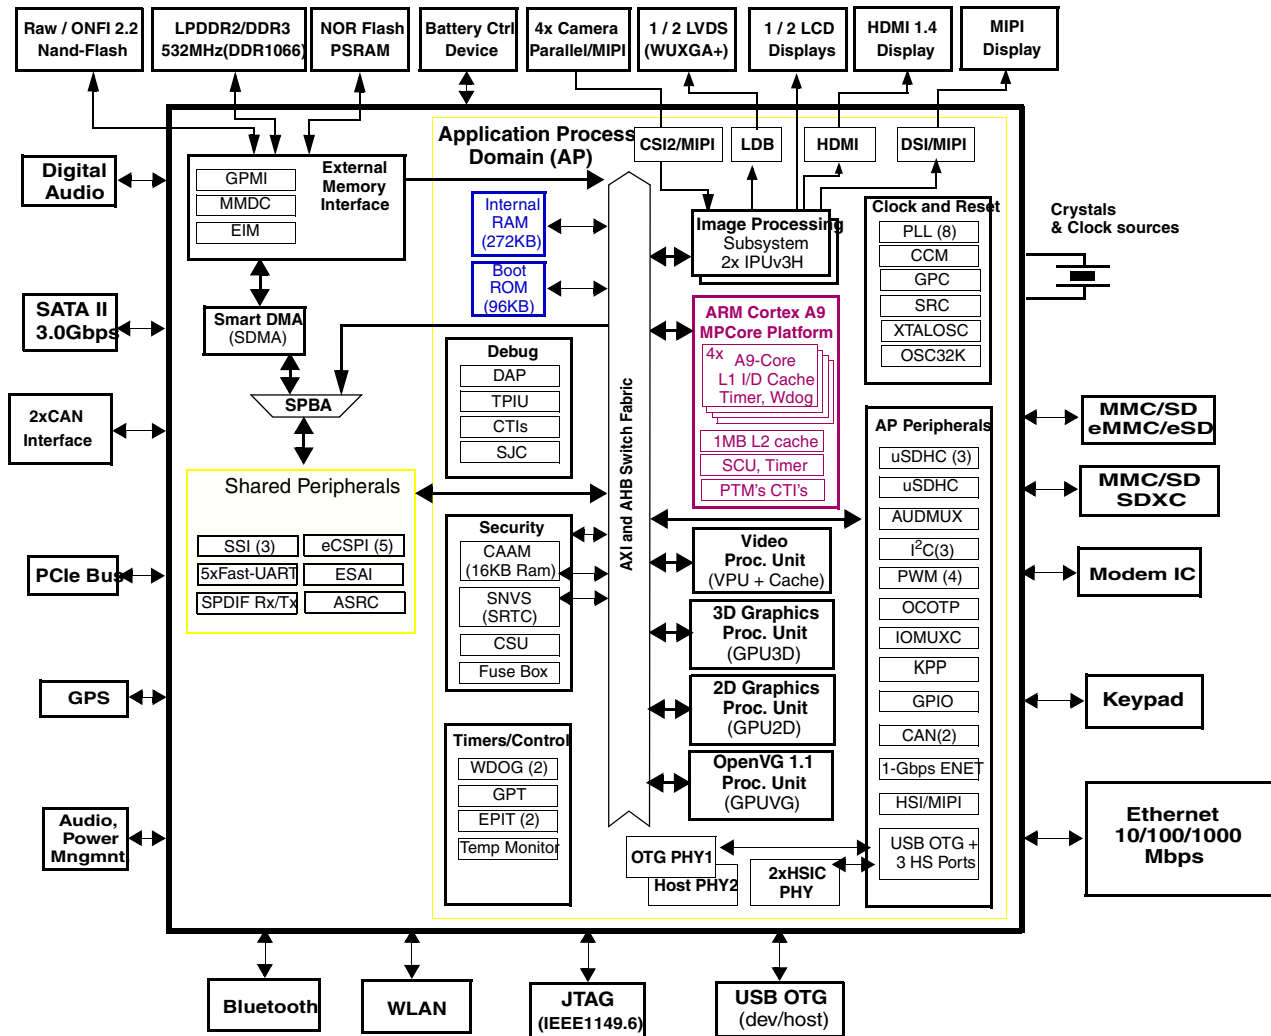 Raw / ONFI 2.2
Nand-Flash
LPDDR2/DDR3
532MHz(DDR1066)
NOR Flash
PSRAM
Battery Ctrl
Device
4x Camera
Parallel/MIPI
1 / 2 LVDS
(WUXGA+)
1 / 2 LCD
Displays
HDMI 1.4
Display
MIPI
Display
Digital
Audio
SATA II
3.0Gbps
2xCAN
Interface
PCIe Bus
GPS
Audio,
Power
Mngmnt.
External
Memory
Interface
GPMI
MMDC
EIM
Smart DMA
(SDMA)
SPBA
Shared Peripherals
SSI (3)
eCSPI (5)
5xFast-UART
ESAI
SPDIF Rx/Tx
ASRC
Application Process
Domain (AP)
Internal
RAM
(272KB)
Boot
ROM
(96KB)
Debug
DAP
TPIU
CTIs
SJC
Security
CAAM
(16KB Ram)
SNVS
(SRTC)
CSU
Fuse Box
Timers/Control
WDOG (2)
GPT
EPIT (2)
Temp Monitor
AXI and AHB Switch Fabric
CSI2/MIPI
LDB
HDMI
DSI/MIPI
Image Processing
Subsystem
2x IPUv3H
ARM Cortex A9
MPCore Platform
4x
A9-Core
L1 I/D Cache
Timer, Wdog
1MB L2 cache
SCU, Timer
PTM's CTI's
Video
Proc. Unit
(VPU + Cache)
3D Graphics
Proc. Unit
(GPU3D)
2D Graphics
Proc. Unit
(GPU2D)
OpenVG 1.1
Proc. Unit
(GPUVG)
OTG PHY1
Host PHY2
2xHSIC
PHY
Clock and Reset
PLL (8)
CCM
GPC
SRC
XTALOSC
OSC32K
AP Peripherals
uSDHC (3)
uSDHC
AUDMUX
I²C(3)
PWM (4)
OCOTP
IOMUXC
KPP
GPIO
CAN(2)
1-Gbps ENET
HSI/MIPI
USB OTG +
3 HS Ports
Crystals
& Clock sources
MMC/SD
eMMC/eSD
MMC/SD
SDXC
Modem IC
Keypad
Ethernet
10/100/1000
Mbps
Bluetooth
WLAN
JTAG
(IEEE1149.6)
USB OTG
(dev/host)